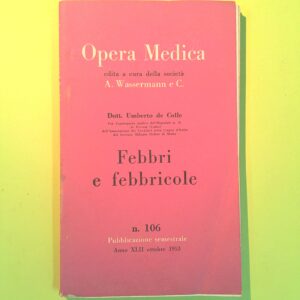 Opera Medica
edita a cura della società
A. Wassermann e C.
Dott. Umberto de Colle
Febbri
e febbricole
n. 106
Pubblicazione semestrale
Anno XLII ottobre 1953